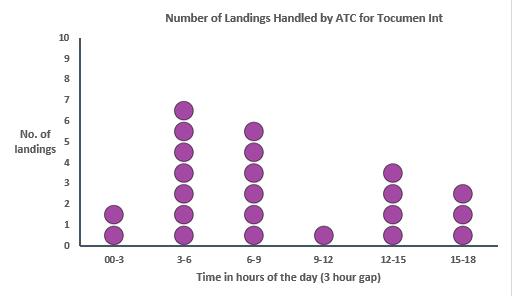 Number of Landings Handled by ATC for Tocumen Int
10
9
8
7
6
5
4
3
2
1
0
No. of
landings
00-3 3-6 6-9 9-12 12-15 15-18
Time in hours of the day (3 hour gap)